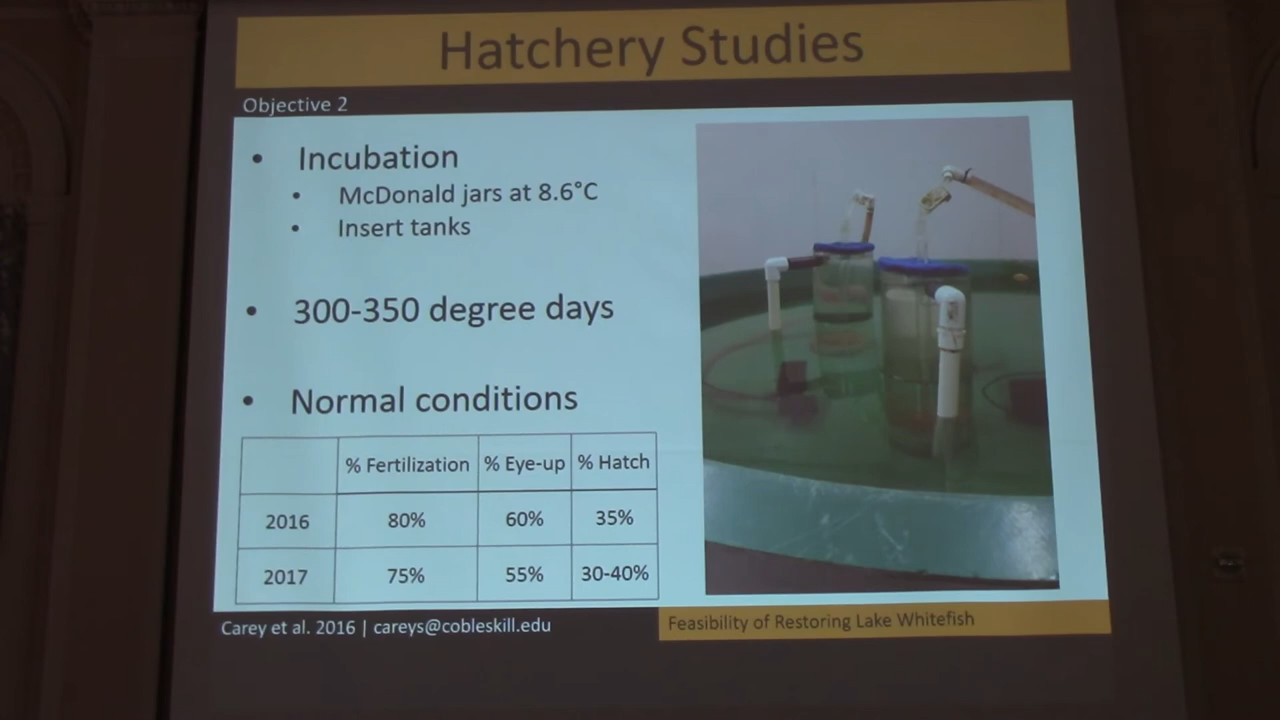 Hatchery Studies
Objective 2
• Incubation
• McDonald jars at 8.6°C
• Insert tanks
• 300-350 degree days
• Normal conditions
% Fertilization % Eye-up % Hatch
2016 80% 60% 35%
2017 75% 55% 30-40%
Carey et al. 2016 | careys@cobleskill.edu
Feasibility of Restoring Lake Whitefish